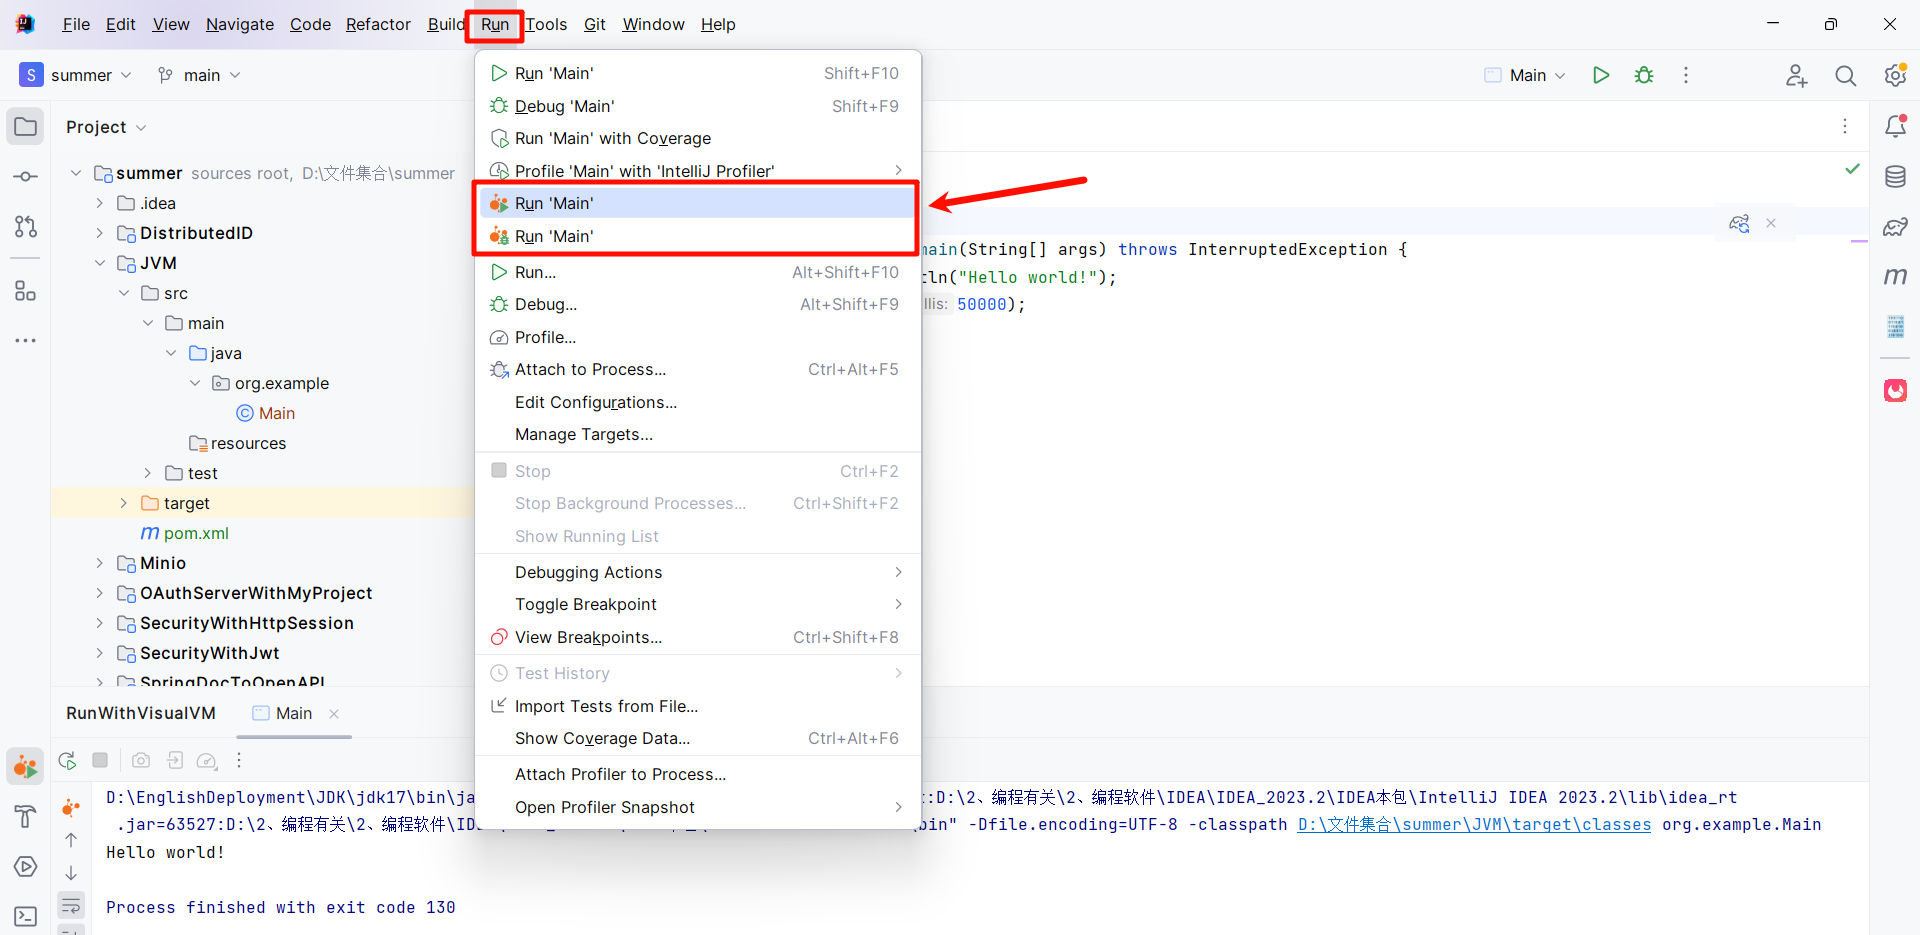 File Edit View Navigate Code Refactor Build Run Tools Git Window Help
S summer main
Main
Project
summer sources root, D:\文件集合\summer
.idea
DistributedID
JVM
src
main
java
org.example
Main
resources
test
target
pom.xml
Minio
OAuthServerWithMyProject
SecurityWithHttpSession
SecurityWithJwt
SpringDocToOpenAPI
Run 'Main' Shift+F10
Debug 'Main' Shift+F9
Run 'Main' with Coverage
Profile 'Main' with 'IntelliJ Profiler'
Run 'Main'
Run 'Main'
Run... Alt+Shift+F10
Debug... Alt+Shift+F9
Profile...
Attach to Process... Ctrl+Alt+F5
Edit Configurations...
Manage Targets...
Stop Ctrl+F2
Stop Background Processes... Ctrl+Shift+F2
Show Running List
Debugging Actions
Toggle Breakpoint
View Breakpoints... Ctrl+Shift+F8
Test History
Import Tests from File...
Show Coverage Data... Ctrl+Alt+F6
Attach Profiler to Process...
Open Profiler Snapshot
main(String[] args) throws InterruptedException {
tln("Hello world!");
llis: 50000);
m
RunWithVisualVM Main
D:\EnglishDeployment\JDK\jdk17\bin\ja t:D:\2、编程有关\2、编程软件\IDEA\IDEA_2023.2\IDEA本包\IntelliJ IDEA 2023.2\lib\idea_rt
.jar=63527:D:\2、编程有关\2、编程软件\ID bin" -Dfile.encoding=UTF-8 -classpath D:\文件集合\summer\JVM\target\classes org.example.Main
Hello world!
Process finished with exit code 130